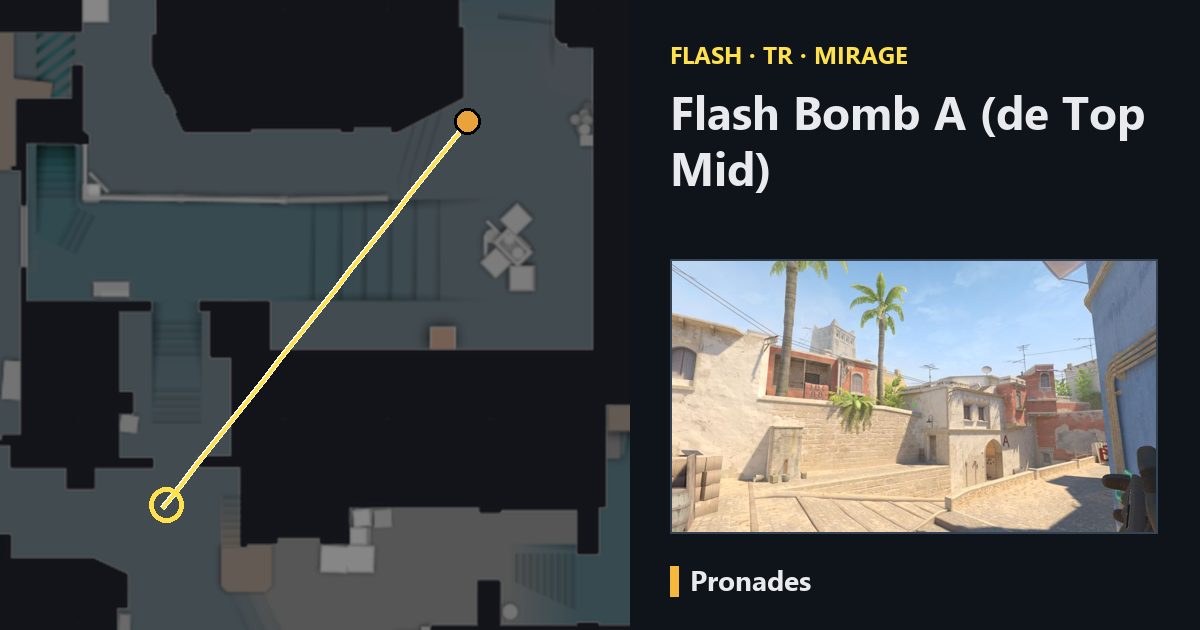 FLASH · TR · MIRAGE
Flash Bomb A (de Top
Mid)
A
Pronades